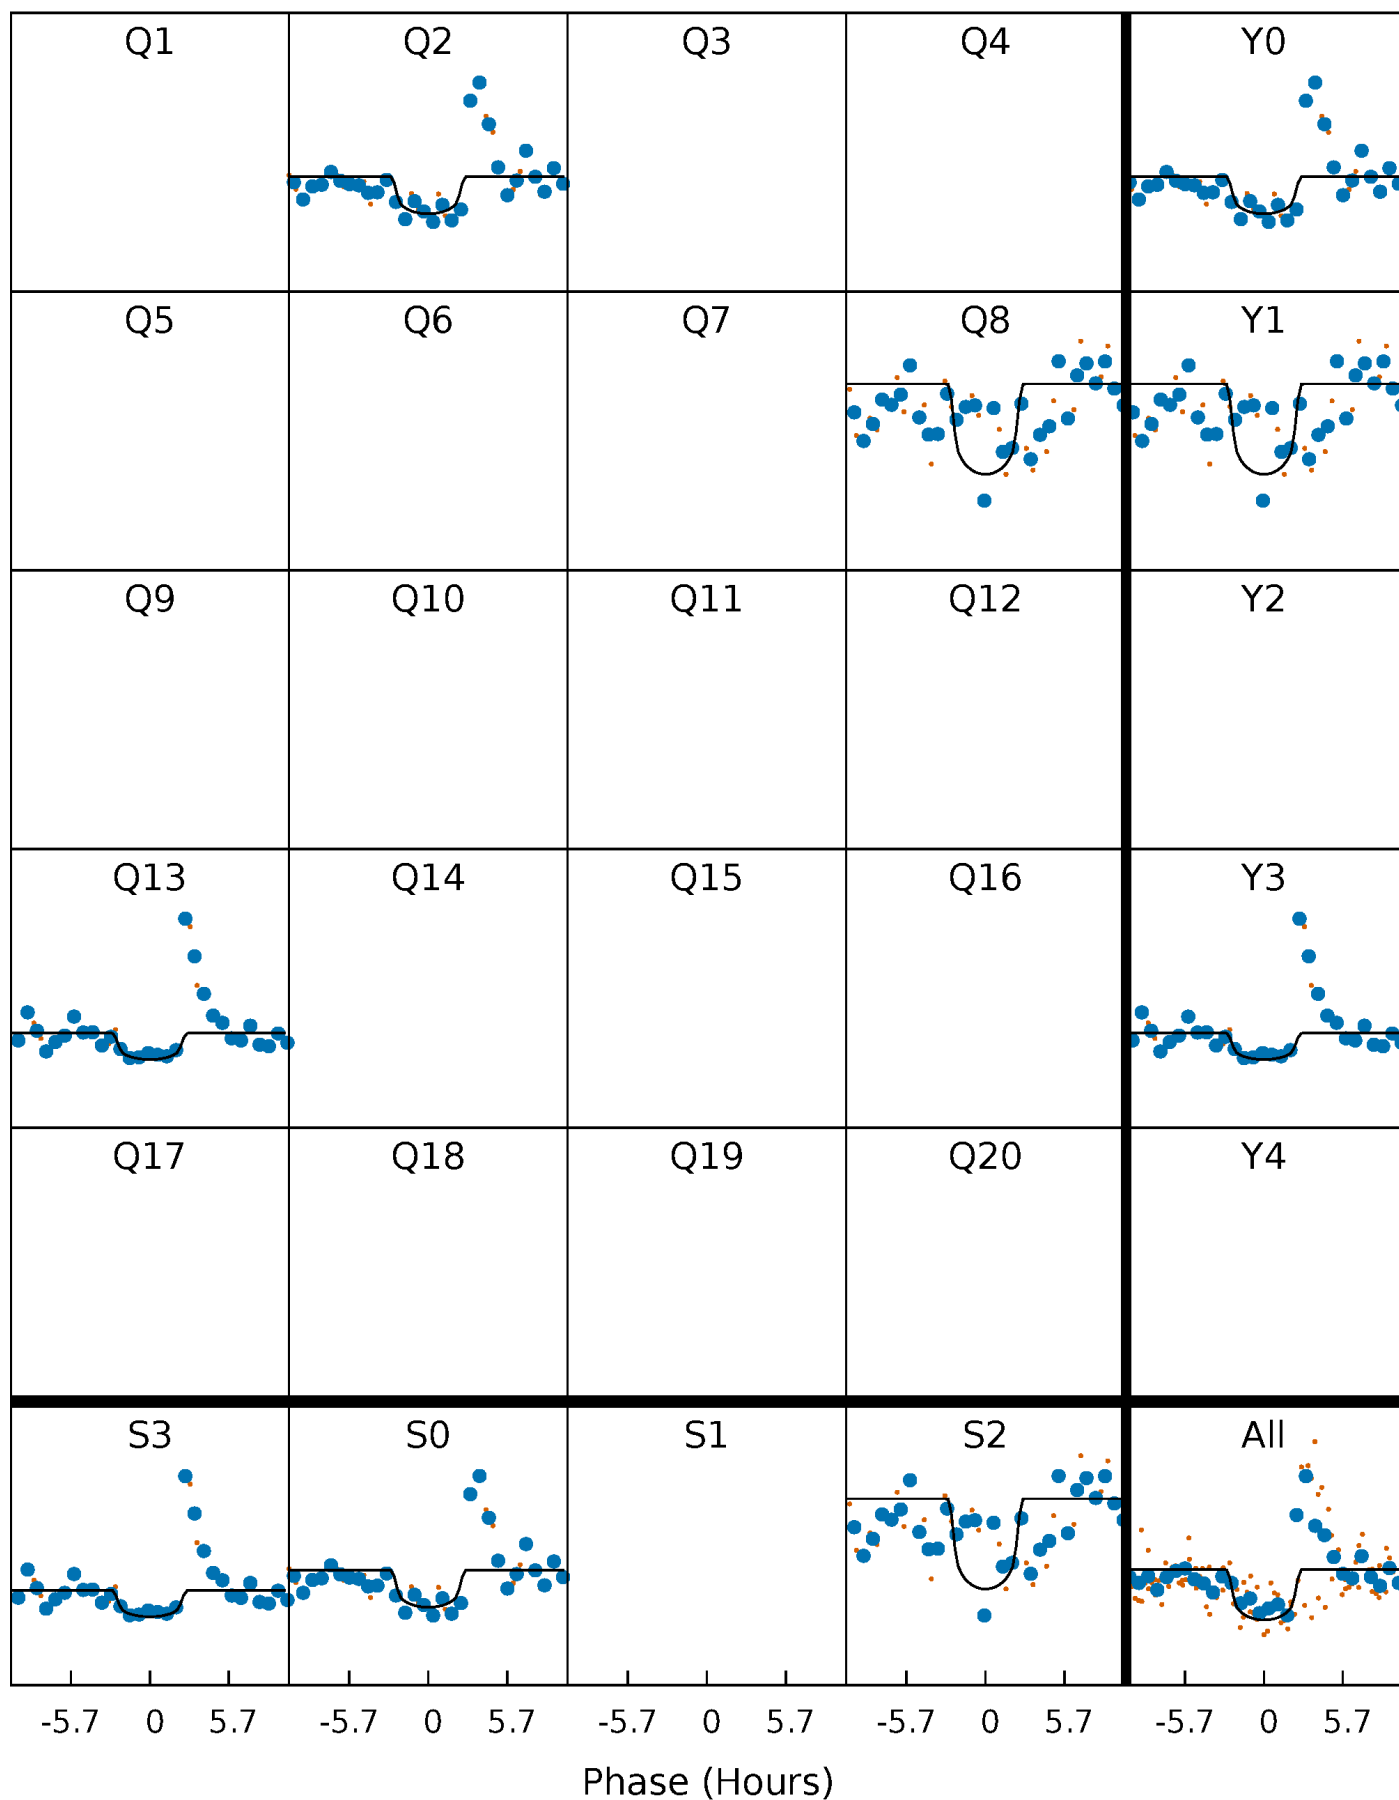 Q1 Q2 Q3 Q4 Y0
Q5 Q6 Q7 Q8 Y1
Q9 Q10 Q11 Q12 Y2
Q13 Q14 Q15 Q16 Y3
Q17 Q18 Q19 Q20 Y4
S3 S0 S1 S2 All
-5.7 0 5.7 -5.7 0 5.7 -5.7 0 5.7 -5.7 0 5.7 -5.7 0 5.7
Phase (Hours)